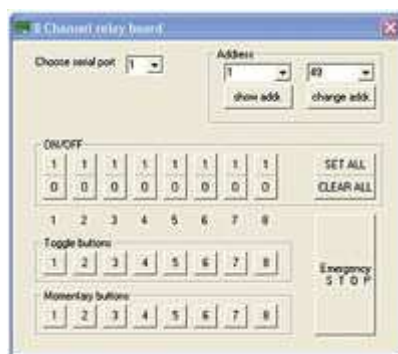 8 Channel relay board
Choose serial port 1
Address
1 49
show addr. change addr.
ON/OFF
1 1 1 1 1 1 1 1 SET ALL
0 0 0 0 0 0 0 0 CLEAR ALL
1 2 3 4 5 6 7 8
Toggle buttons
1 2 3 4 5 6 7 8
Emergency
S T O P
Momentary buttons
1 2 3 4 5 6 7 8